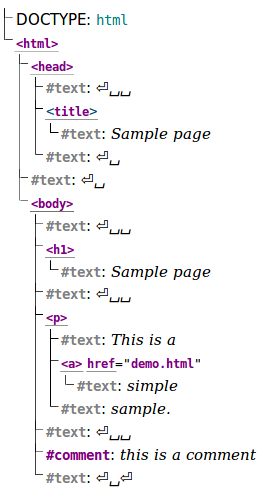 DOCTYPE: html
<html>
<head>
#text: ⏎␣␣
<title>
#text: Sample page
#text: ⏎␣
#text: ⏎␣
<body>
#text: ⏎␣␣
<h1>
#text: Sample page
#text: ⏎␣␣
<p>
#text: This is a
<a> href="demo.html"
#text: simple
#text: sample.
#text: ⏎␣␣
#comment: this is a comment
#text: ⏎␣⏎